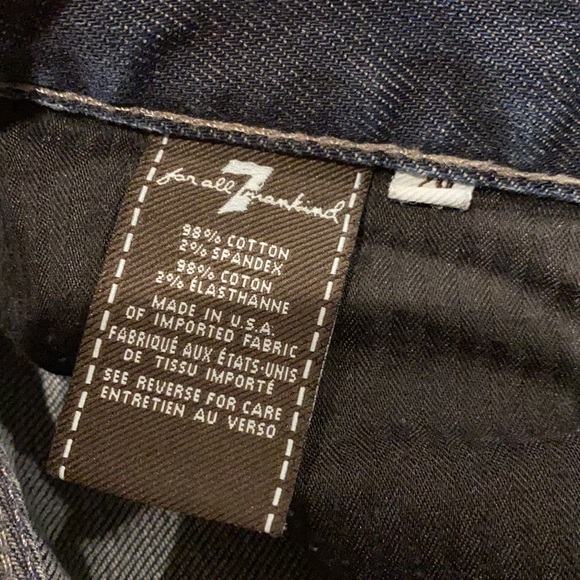 7
for all mankind
98% COTTON
2% SPANDEX
98% COTON
2% ÉLASTHANNE
MADE IN U.S.A.
OF IMPORTED FABRIC
FABRIQUÉ AUX ÉTATS-UNIS
DE TISSU IMPORTÉ
SEE REVERSE FOR CARE
ENTRETIEN AU VERSO